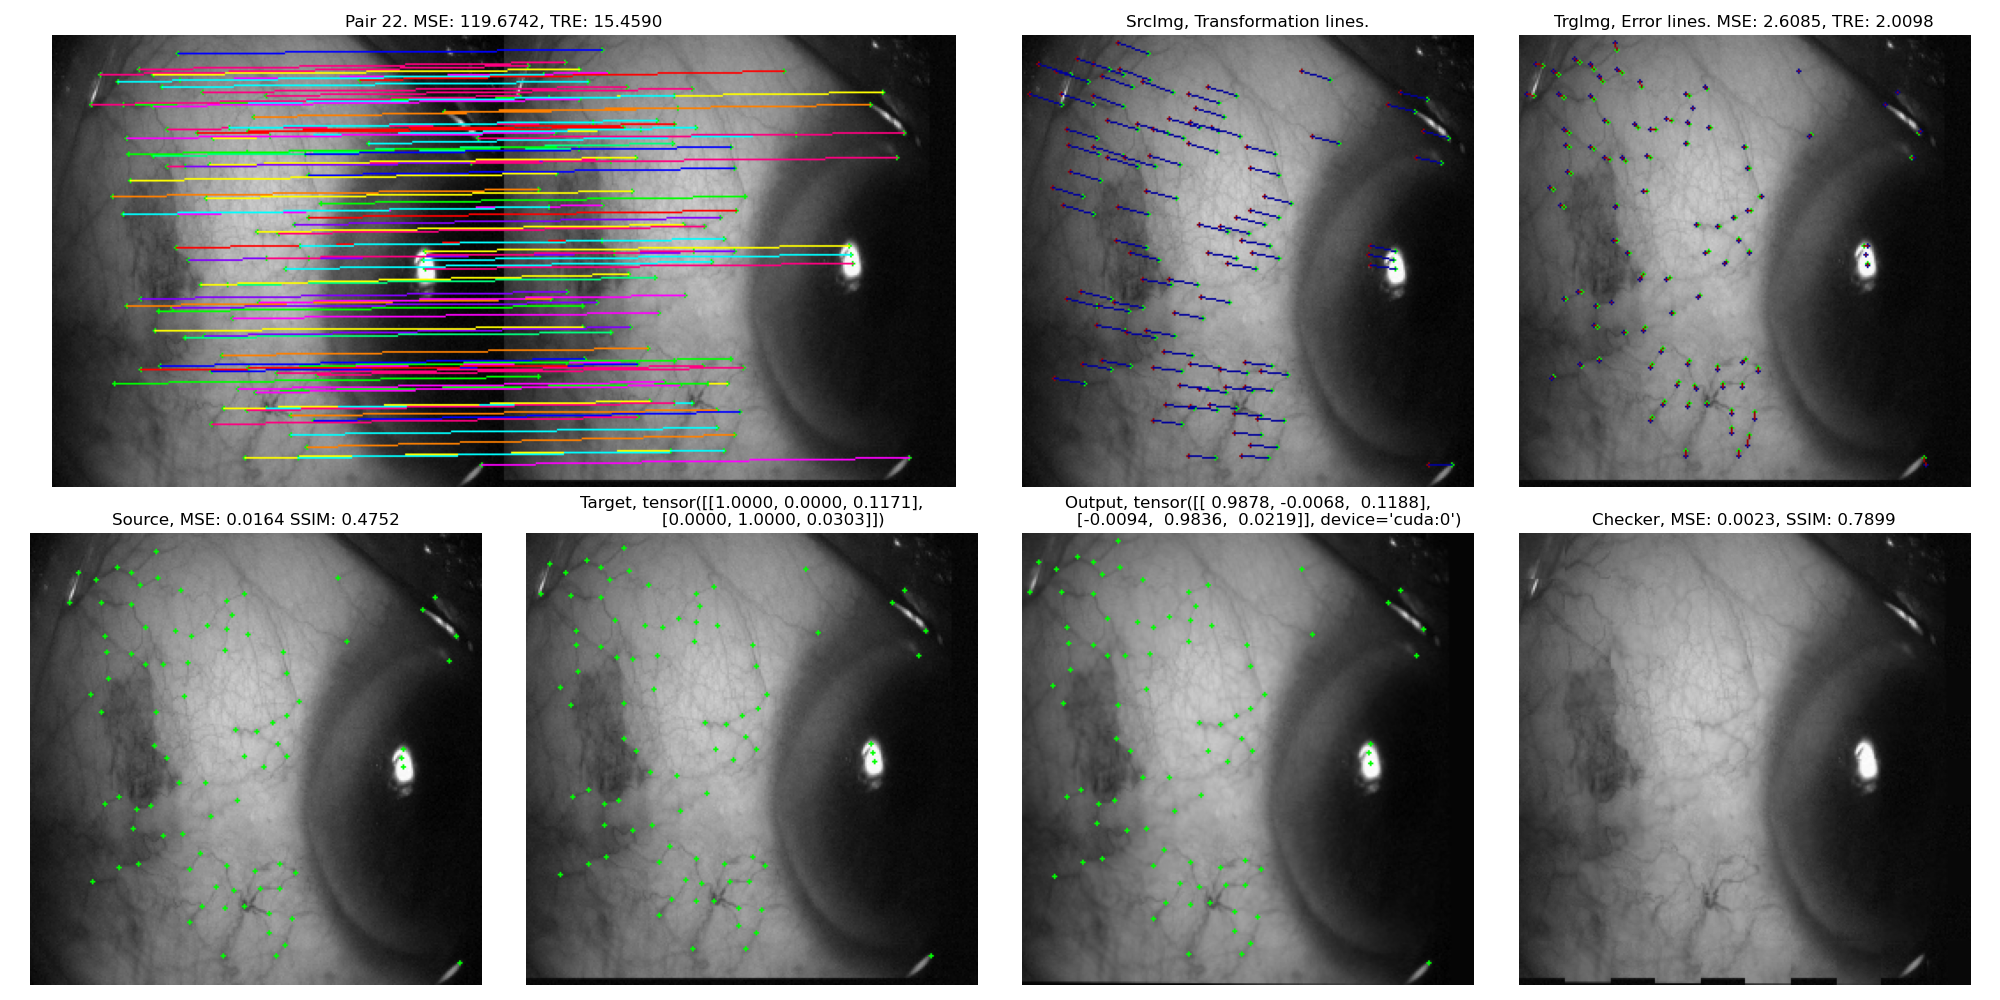 Pair 22. MSE: 119.6742, TRE: 15.4590
SrcImg, Transformation lines.
TrgImg, Error lines. MSE: 2.6085, TRE: 2.0098
Source, MSE: 0.0164 SSIM: 0.4752
Target, tensor([[1.0000, 0.0000, 0.1171],
[0.0000, 1.0000, 0.0303]])
Output, tensor([[ 0.9878, -0.0068,  0.1188],
[-0.0094,  0.9836,  0.0219]], device='cuda:0')
Checker, MSE: 0.0023, SSIM: 0.7899